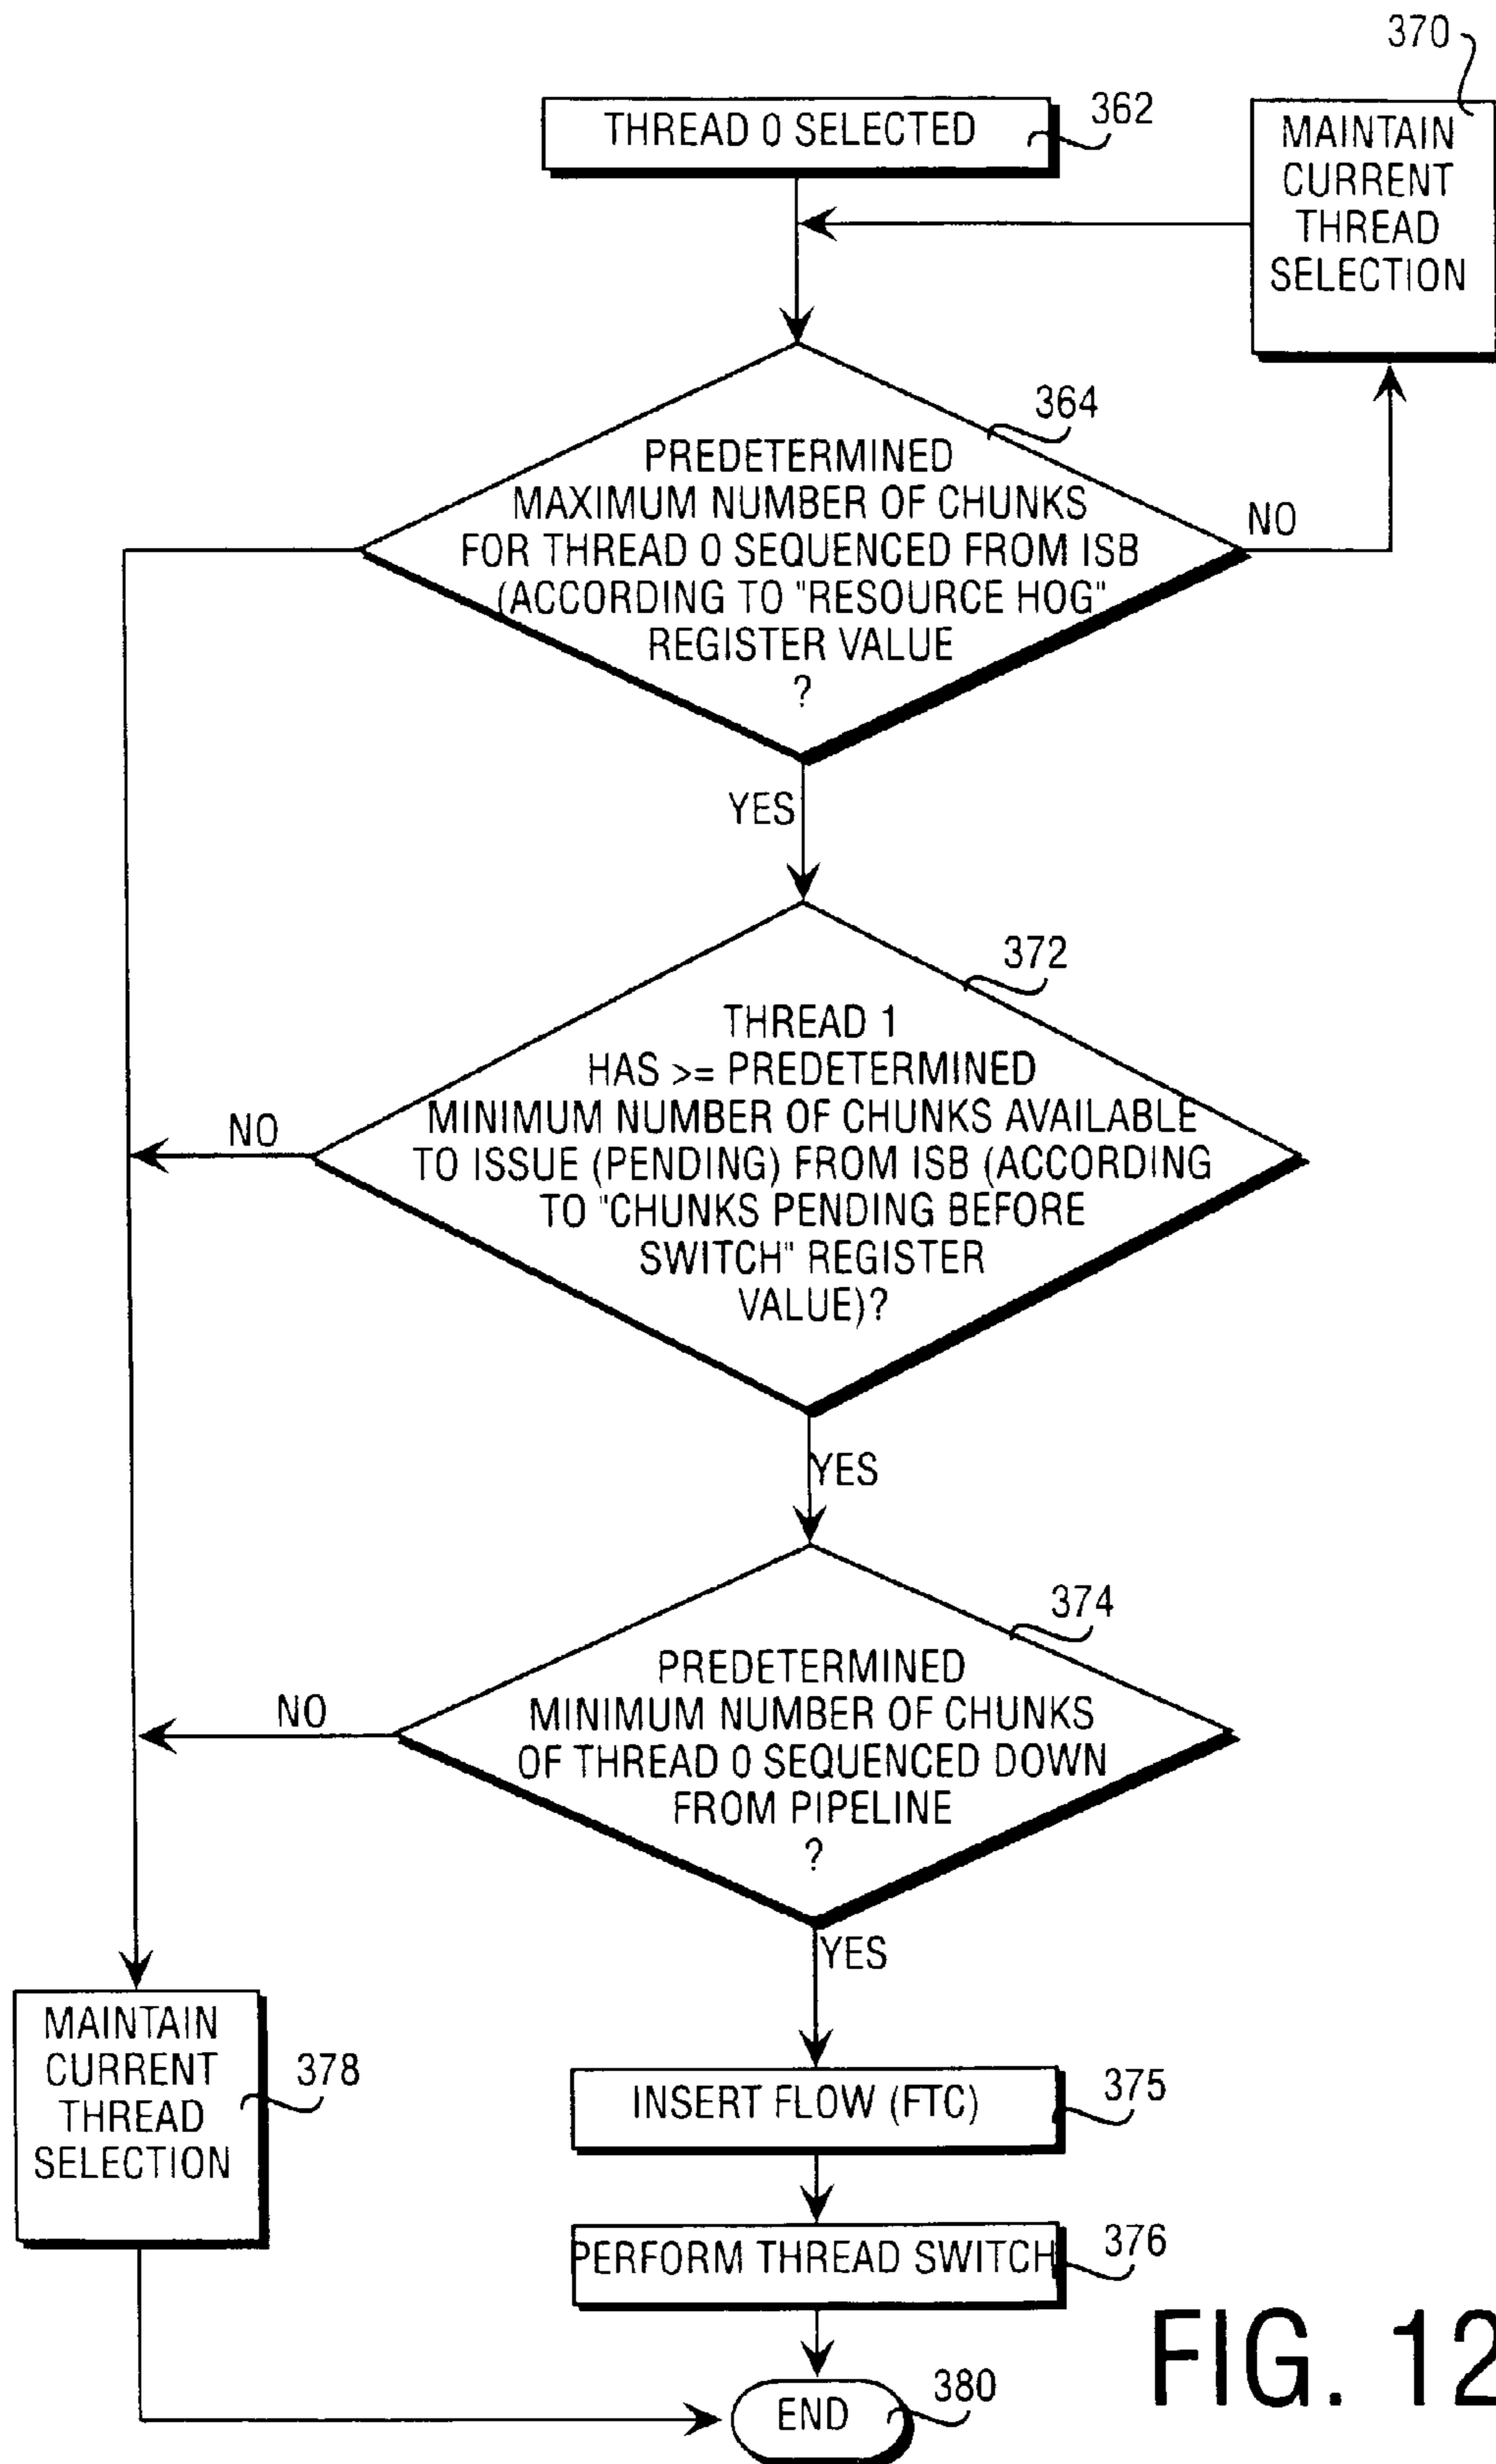 370
THREAD 0 SELECTED
362
MAINTAIN
CURRENT
THREAD
SELECTION
364
PREDETERMINED
MAXIMUM NUMBER OF CHUNKS
FOR THREAD 0 SEQUENCED FROM ISB
(ACCORDING TO "RESOURCE HOG"
REGISTER VALUE
?
NO
YES
372
THREAD 1
HAS >= PREDETERMINED
MINIMUM NUMBER OF CHUNKS AVAILABLE
TO ISSUE (PENDING) FROM ISB (ACCORDING
TO "CHUNKS PENDING BEFORE
SWITCH" REGISTER
VALUE)?
NO
YES
374
PREDETERMINED
MINIMUM NUMBER OF CHUNKS
OF THREAD 0 SEQUENCED DOWN
FROM PIPELINE
?
NO
YES
MAINTAIN
CURRENT
THREAD
SELECTION
378
INSERT FLOW (FTC)
375
PERFORM THREAD SWITCH
376
END
380
FIG. 12